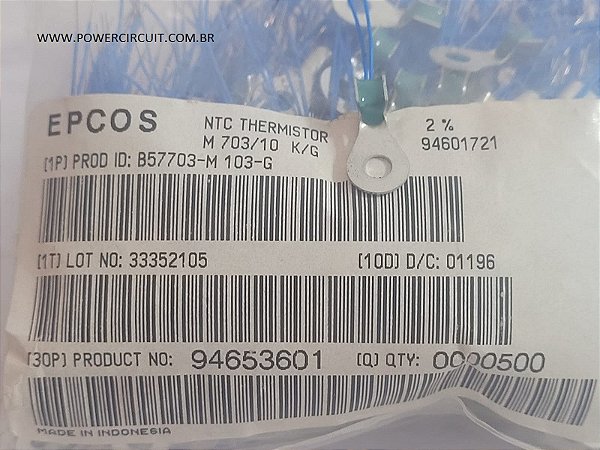 WWW.POWERCIRCUIT.COM.BR
EPCOS NTC THERMISTOR 2 %
M 703/10 K/G 94601721
(1P) PROD ID: B57703-M 103-G
(1T) LOT NO: 33352105 (10D) D/C: 01196
(30P) PRODUCT NO: 94653601 (Q) QTY: 0000500
MADE IN INDONESIA